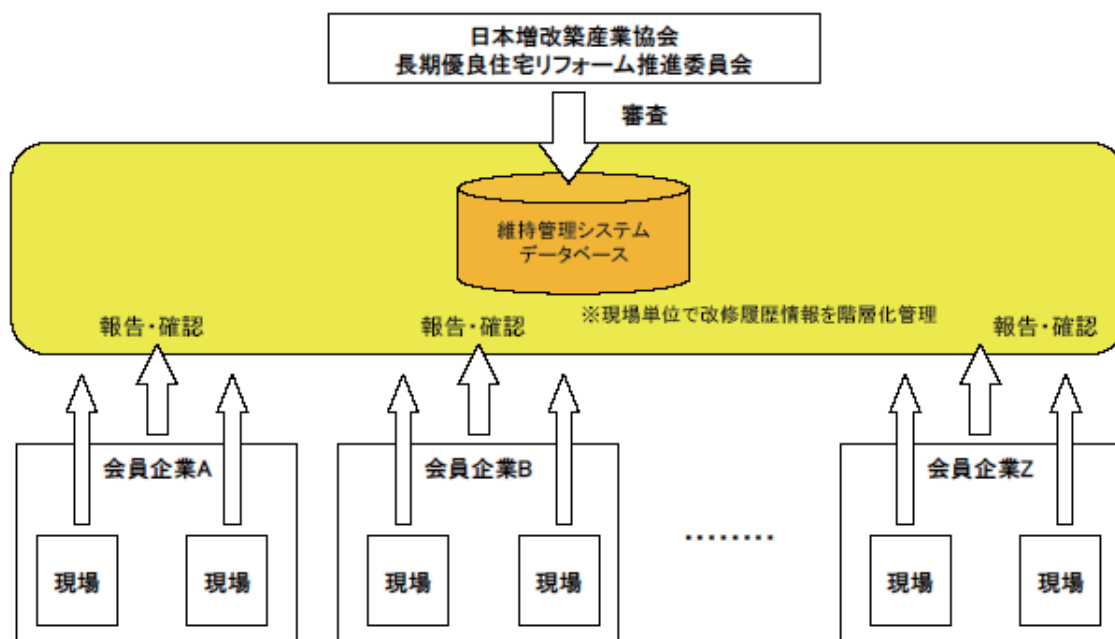 日本増改築産業協会
長期優良住宅リフォーム推進委員会
審査
維持管理システム
データベース
※現場単位で改修履歴情報を階層化管理
報告・確認
報告・確認
報告・確認
会員企業A
会員企業B
会員企業Z
………
現場
現場
現場
現場
現場
現場